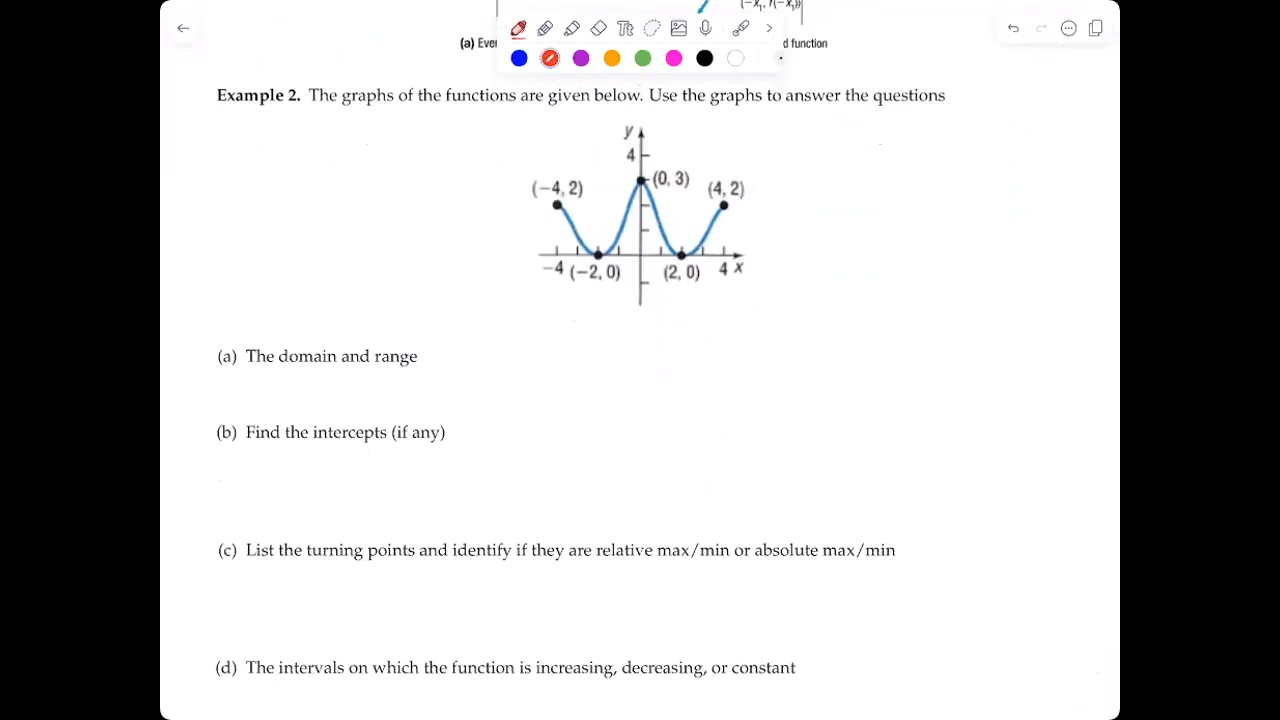 (−x₁, f(−x₁))
(a) Eve
d function
Example 2. The graphs of the functions are given below. Use the graphs to answer the questions
y
4
(0, 3)
(−4, 2)
(4, 2)
−4
(−2, 0)
(2, 0)
4
x
(a) The domain and range
(b) Find the intercepts (if any)
(c) List the turning points and identify if they are relative max/min or absolute max/min
(d) The intervals on which the function is increasing, decreasing, or constant